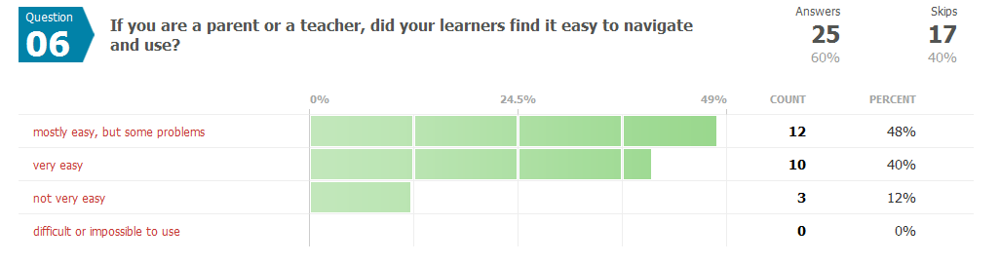 Question
06
If you are a parent or a teacher, did your learners find it easy to navigate
and use?
Answers
25
60%
Skips
17
40%
0% 24.5% 49% COUNT PERCENT
mostly easy, but some problems 12 48%
very easy 10 40%
not very easy 3 12%
difficult or impossible to use 0 0%